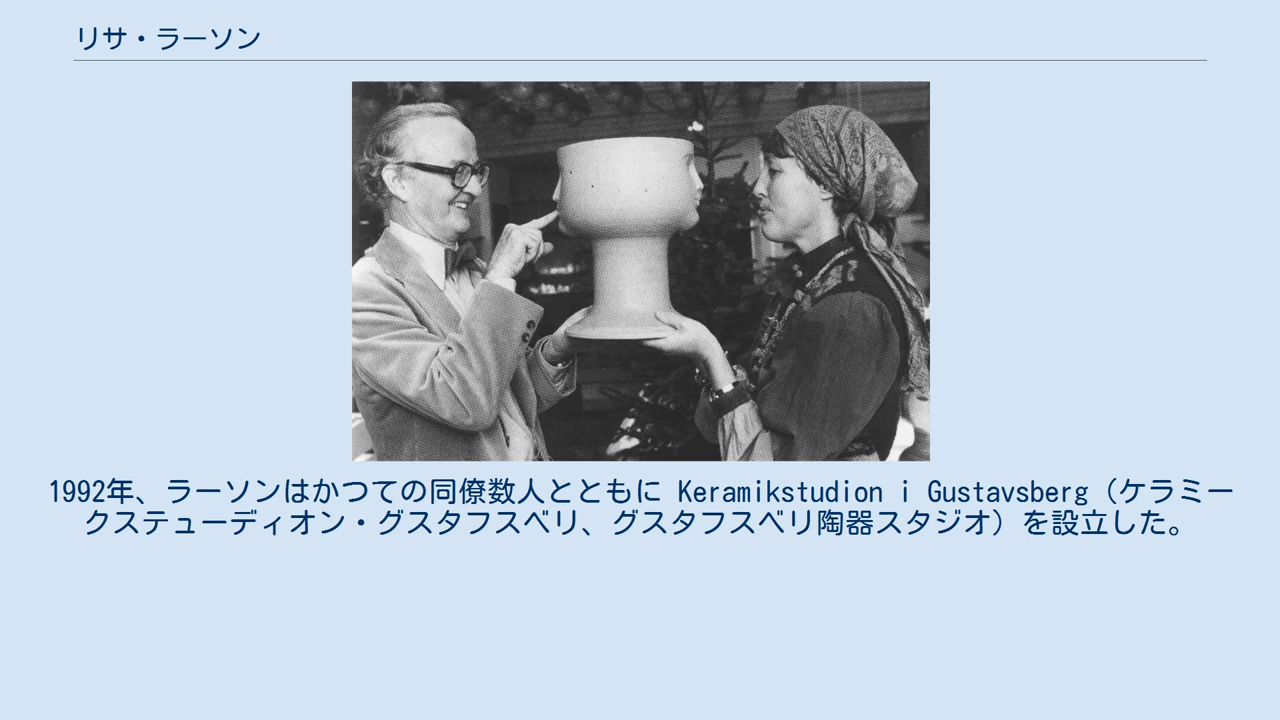 リサ・ラーソン
1992年、ラーソンはかつての同僚数人とともに Keramikstudion i Gustavsberg（ケラミー
クステューディオン・グスタフスベリ、グスタフスベリ陶器スタジオ）を設立した。